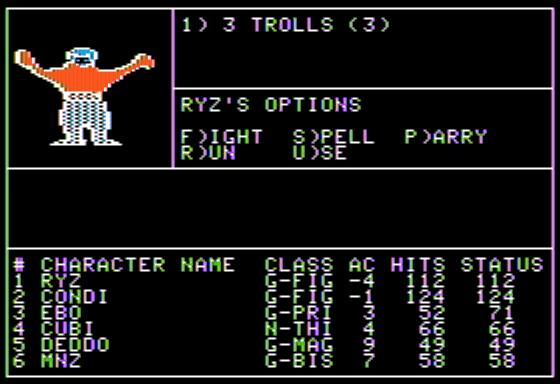 1) 3 TROLLS (3)
RYZ'S OPTIONS
F)IGHT S)PELL P)ARRY
R)UN U)SE
# CHARACTER NAME CLASS AC HITS STATUS
1 RYZ G-FIG -4 112 112
2 CONDI G-FIG -1 124 124
3 EBO G-PRI 3 52 71
4 CUBI N-THI 4 66 66
5 DEDDO G-MAG 9 49 49
6 MNZ G-BIS 7 58 58